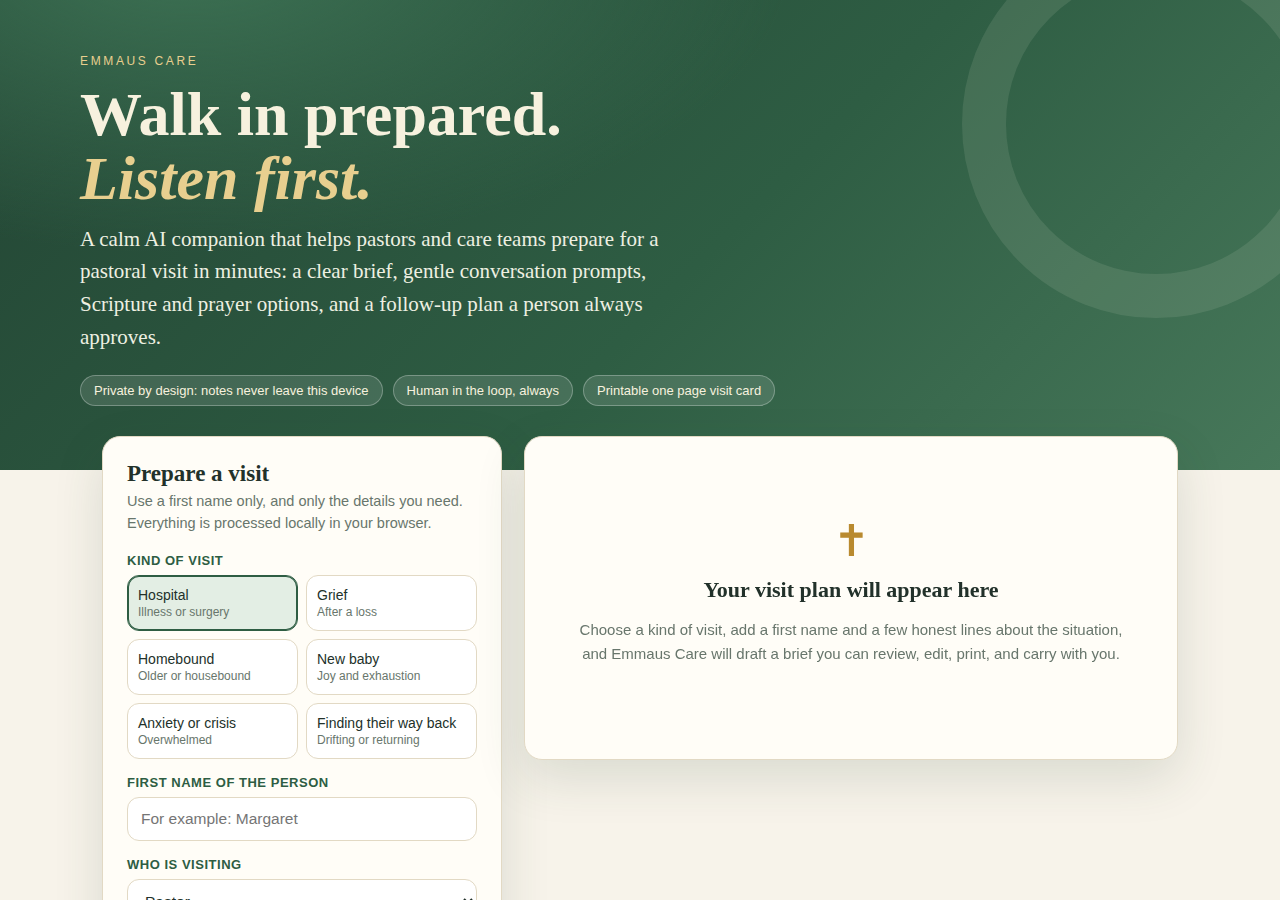 EMMAUS CARE
Walk in prepared.
Listen first.
A calm AI companion that helps pastors and care teams prepare for a
pastoral visit in minutes: a clear brief, gentle conversation prompts,
Scripture and prayer options, and a follow-up plan a person always
approves.
Private by design: notes never leave this device
Human in the loop, always
Printable one page visit card
Prepare a visit
Use a first name only, and only the details you need.
Everything is processed locally in your browser.
KIND OF VISIT
Hospital
Illness or surgery
Grief
After a loss
Homebound
Older or housebound
New baby
Joy and exhaustion
Anxiety or crisis
Overwhelmed
Finding their way back
Drifting or returning
FIRST NAME OF THE PERSON
For example: Margaret
WHO IS VISITING
Pastor
Your visit plan will appear here
Choose a kind of visit, add a first name and a few honest lines about the situation,
and Emmaus Care will draft a brief you can review, edit, print, and carry with you.